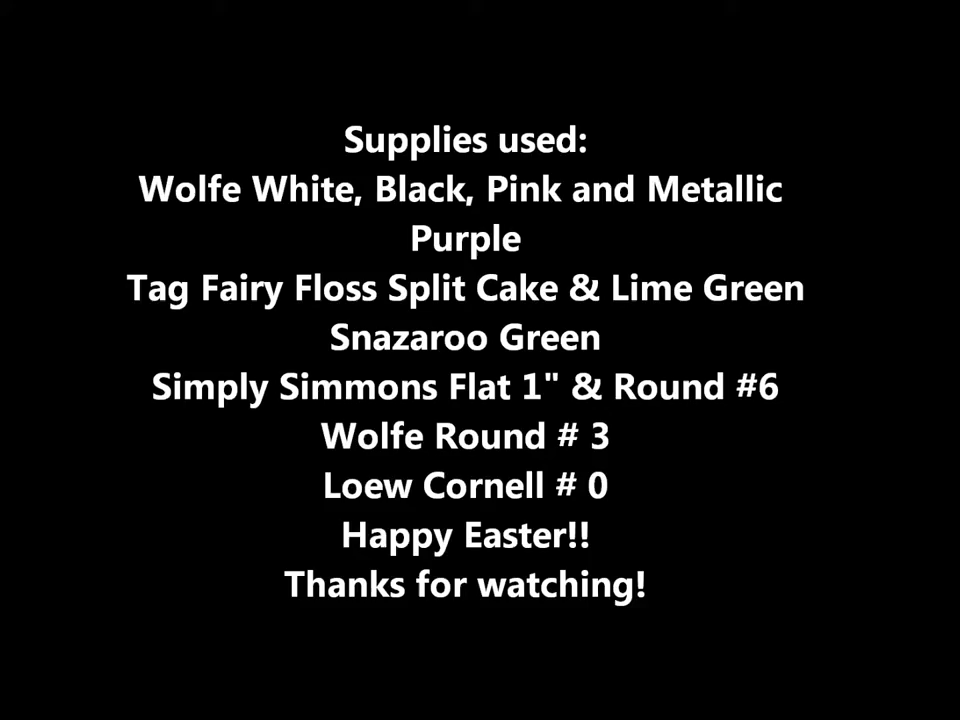 Supplies used:
Wolfe White, Black, Pink and Metallic
Purple
Tag Fairy Floss Split Cake & Lime Green
Snazaroo Green
Simply Simmons Flat 1" & Round #6
Wolfe Round # 3
Loew Cornell # 0
Happy Easter!!
Thanks for watching!